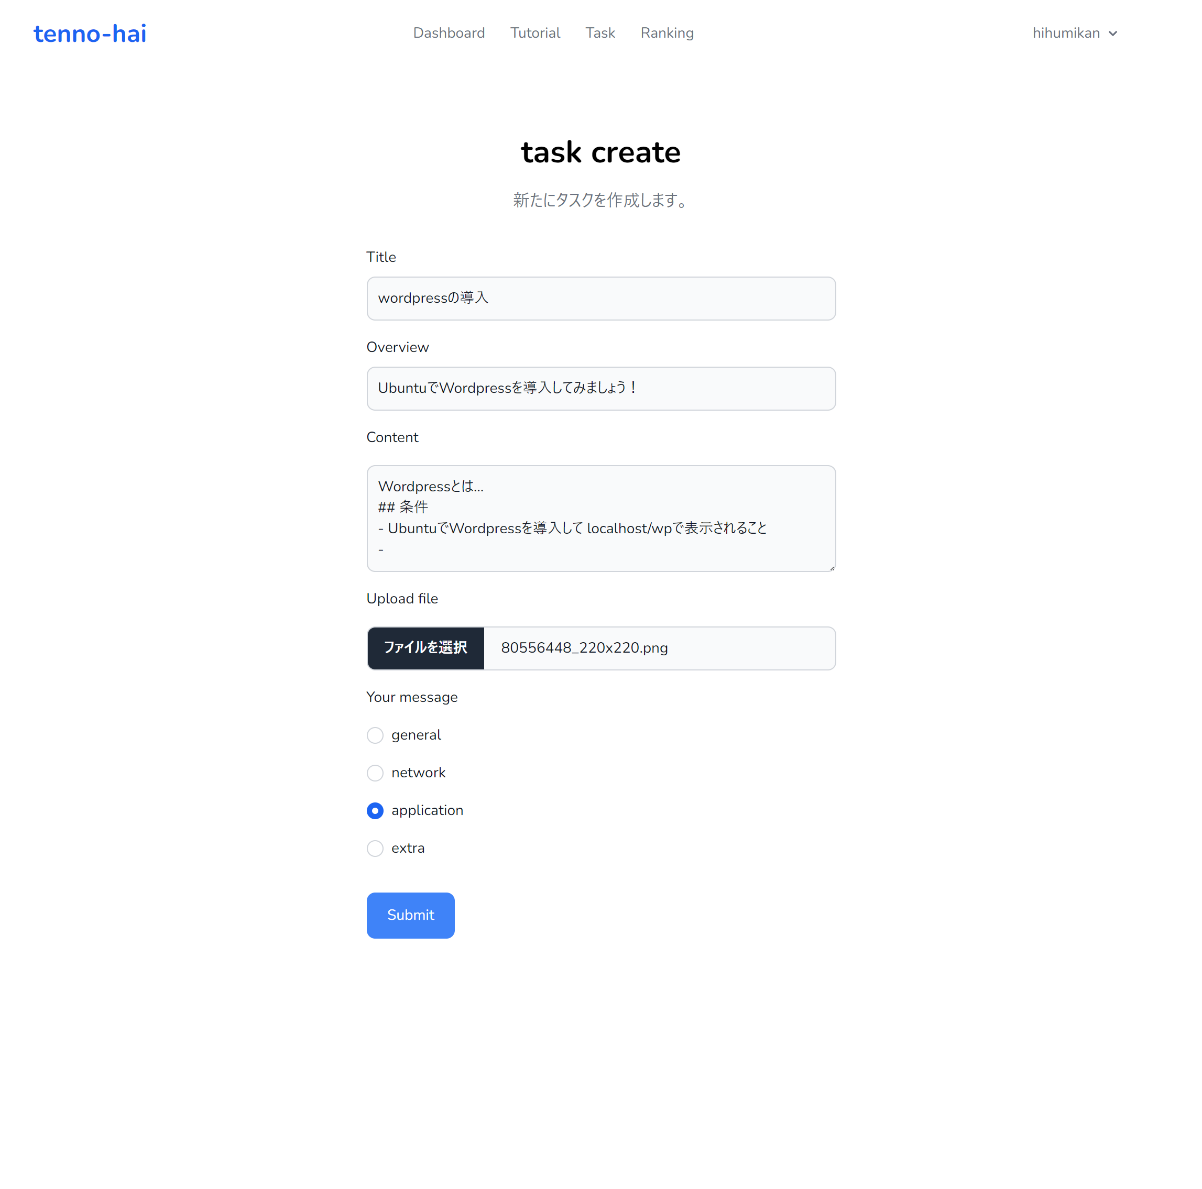 tenno-hai
Dashboard Tutorial Task Ranking
hihumikan
task create
新たにタスクを作成します。
Title
wordpressの導入
Overview
UbuntuでWordpressを導入してみましょう！
Content
Wordpressとは...
## 条件
- UbuntuでWordpressを導入して localhost/wpで表示されること
-
Upload file
ファイルを選択 80556448_220x220.png
Your message
general
network
application
extra
Submit